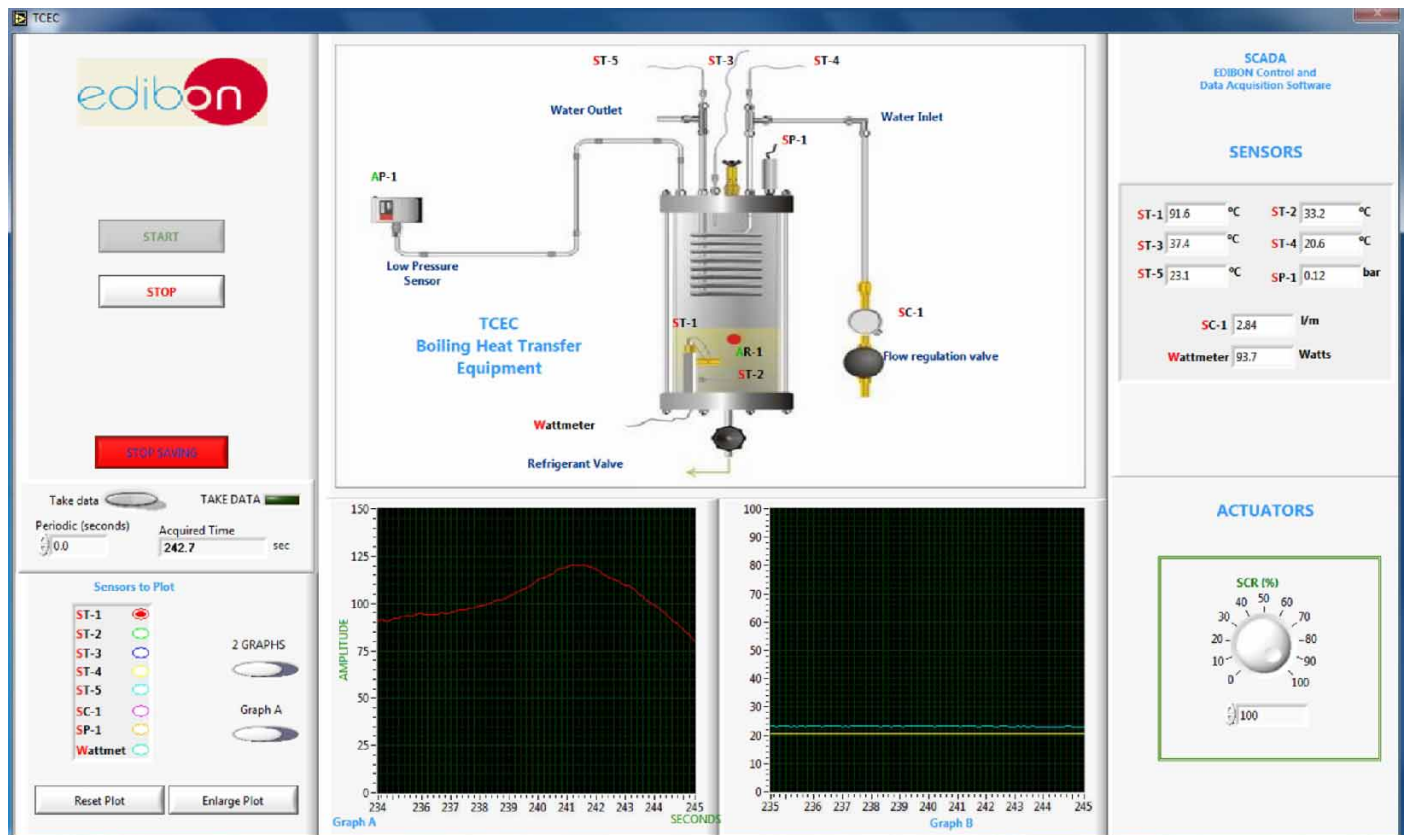 TCEC
edibon
START
STOP
STOP SAVING
Take data
TAKE DATA
Periodic (seconds)
0.0
Acquired Time
242.7 sec
Sensors to Plot
ST-1
ST-2
ST-3
ST-4
ST-5
SC-1
SP-1
Wattmet
2 GRAPHS
Graph A
Reset Plot
Enlarge Plot
ST-5
ST-3
ST-4
Water Outlet
Water Inlet
SP-1
AP-1
Low Pressure
Sensor
TCEC
Boiling Heat Transfer
Equipment
ST-1
AR-1
ST-2
SC-1
Flow regulation valve
Wattmeter
Refrigerant Valve
AMPLITUDE
150
125
100
75
50
25
0
234 236 237 238 239 240 241 242 243 244 245
Graph A
SECONDS
100
90
80
70
60
50
40
30
20
10
0
235 236 237 238 239 240 241 242 243 244 245
Graph B
SCADA
EDIBON Control and
Data Acquisition Software
SENSORS
ST-1 91.6 ºC ST-2 33.2 ºC
ST-3 37.4 ºC ST-4 20.6 ºC
ST-5 23.1 ºC SP-1 0.12 bar
SC-1 2.84 l/m
Wattmeter 93.7 Watts
ACTUATORS
SCR (%)
0 10 20 30 40 50 60 70 80 90 100
100